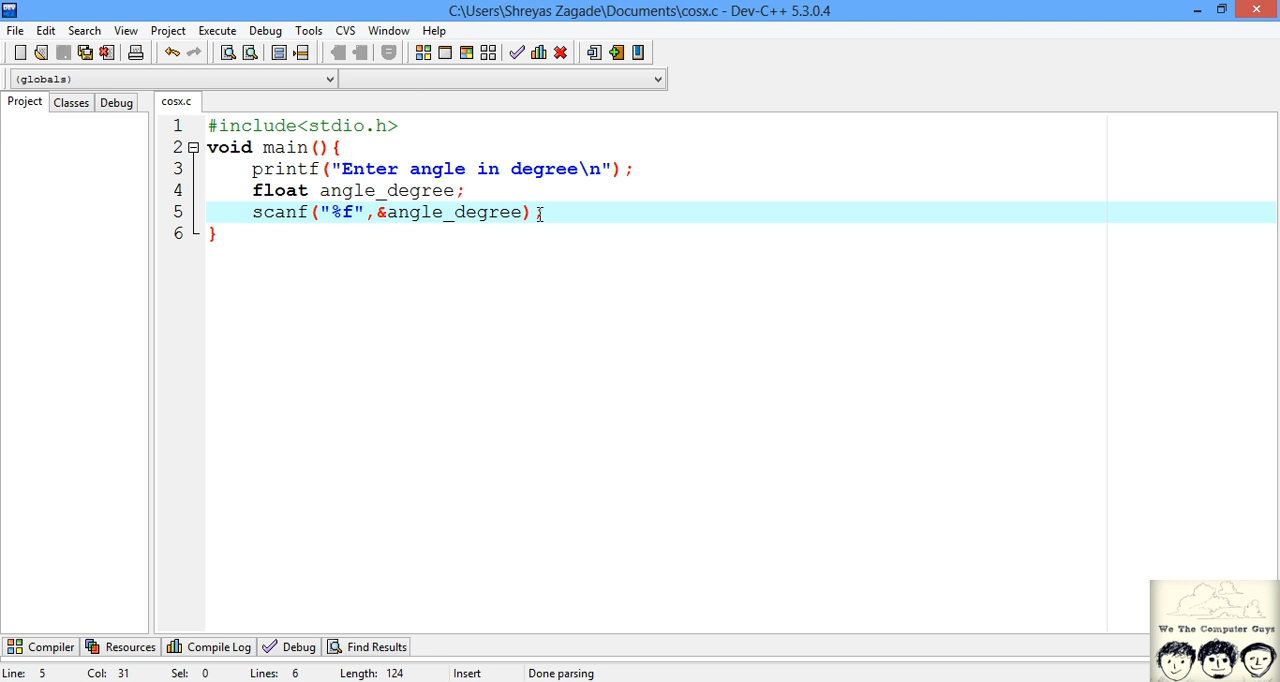 C:\Users\Shreyas Zagade\Documents\cosx.c - Dev-C++ 5.3.0.4
File Edit Search View Project Execute Debug Tools CVS Window Help
(globals)
Project Classes Debug cosx.c
1 #include<stdio.h>
2 void main(){
3 printf("Enter angle in degree\n");
4 float angle_degree;
5 scanf("%f",&angle_degree);
6 }
We The Computer Guys
Compiler Resources Compile Log Debug Find Results
Line: 5 Col: 31 Sel: 0 Lines: 6 Length: 124 Insert Done parsing